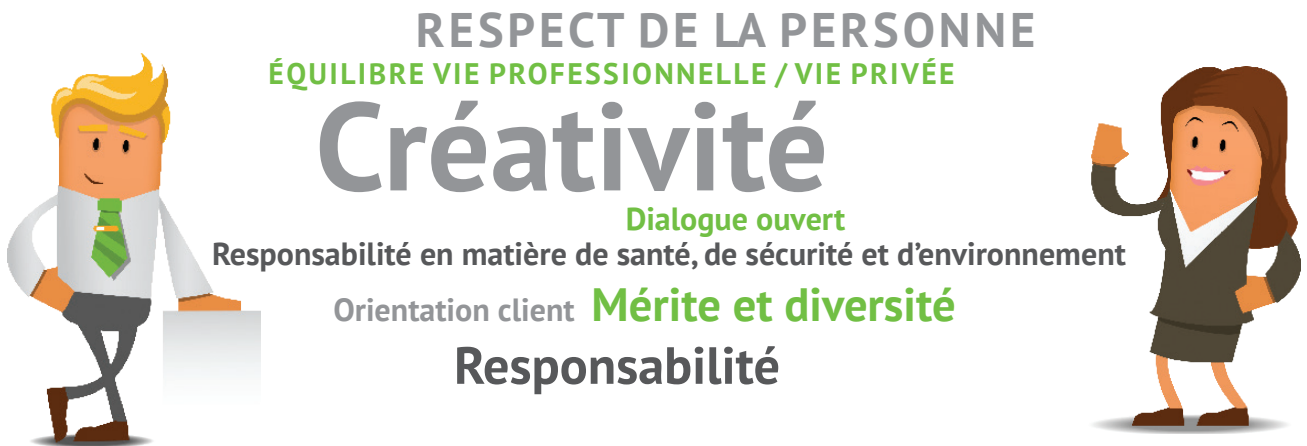 RESPECT DE LA PERSONNE
ÉQUILIBRE VIE PROFESSIONNELLE / VIE PRIVÉE
Créativité
Dialogue ouvert
Responsabilité en matière de santé, de sécurité et d’environnement
Orientation client Mérite et diversité
Responsabilité